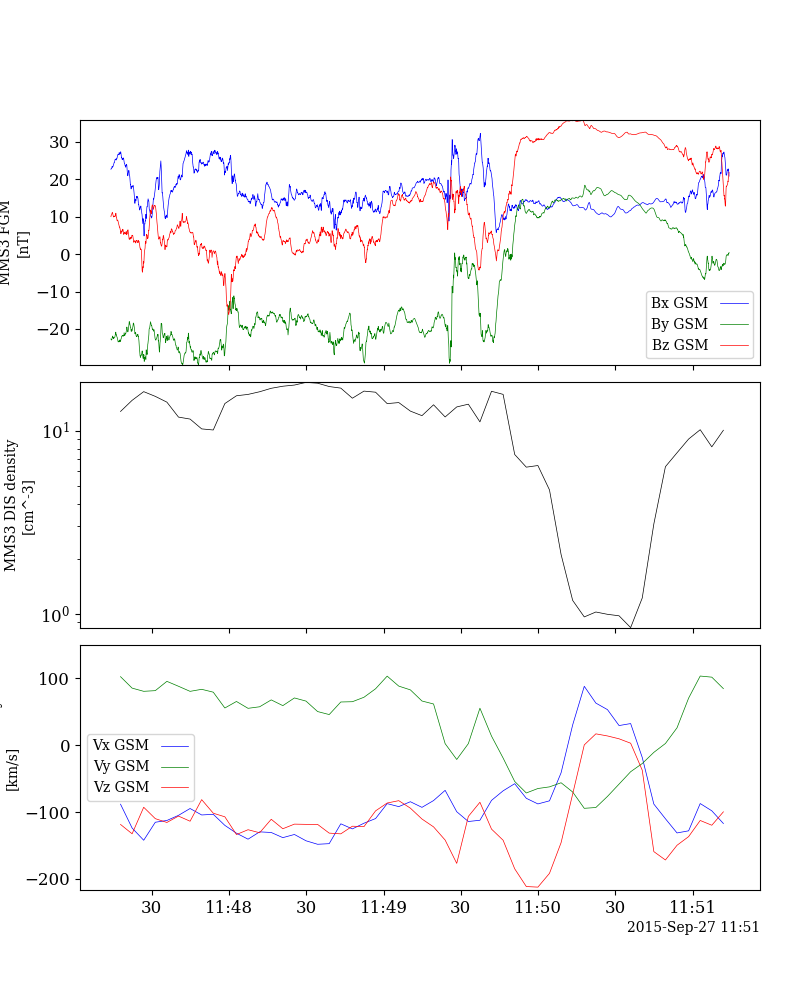 30
20
10
0
−10
−20
MMS3 FGM
[nT]
Bx GSM
By GSM
Bz GSM
10¹
10⁰
MMS3 DIS density
[cm^-3]
100
0
−100
−200
[km/s]
Vx GSM
Vy GSM
Vz GSM
30 11:48 30 11:49 30 11:50 30 11:51
2015-Sep-27 11:51